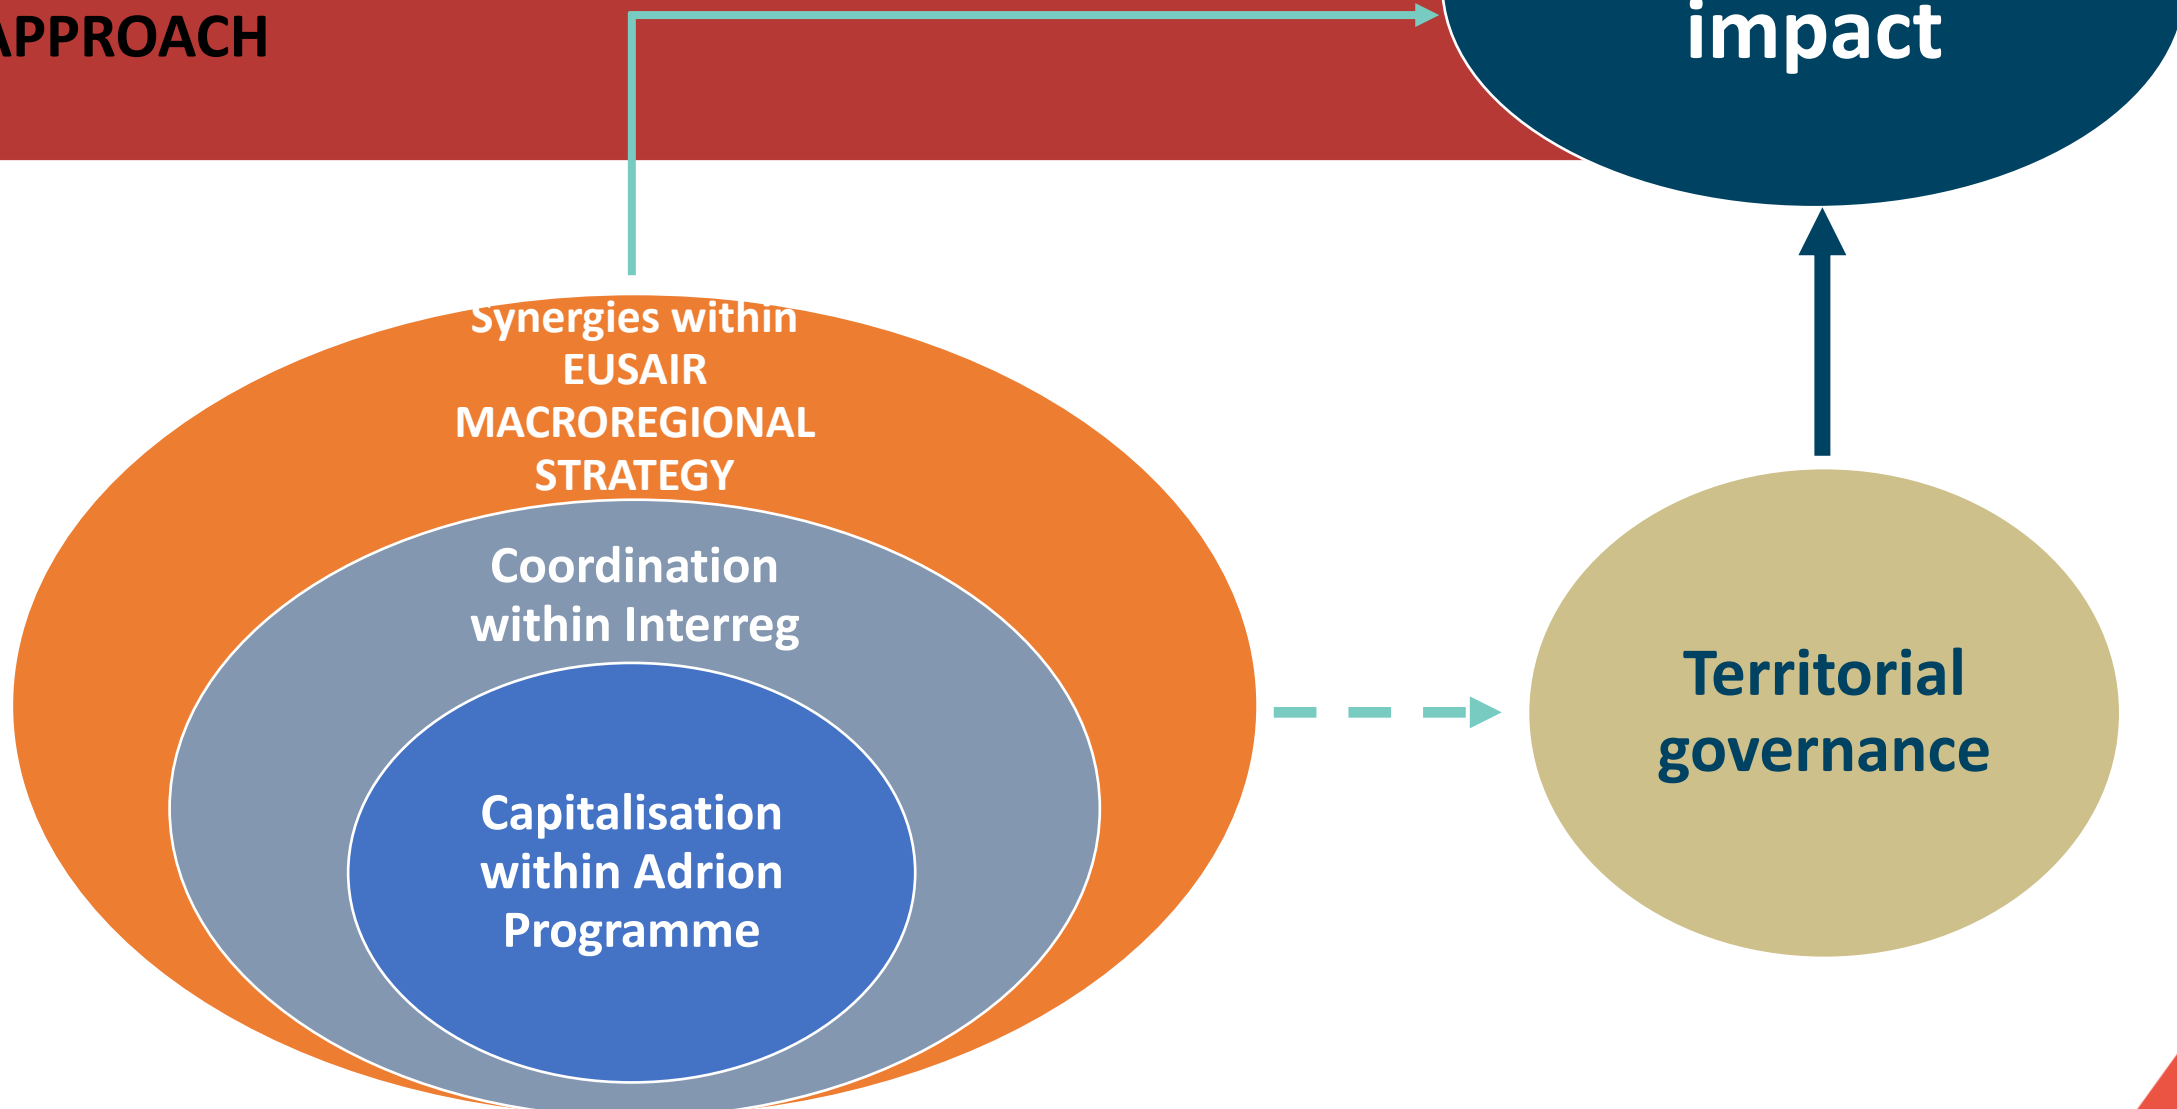 APPROACH
impact
Synergies within
EUSAIR
MACROREGIONAL
STRATEGY
Coordination
within Interreg
Capitalisation
within Adrion
Programme
Territorial
governance